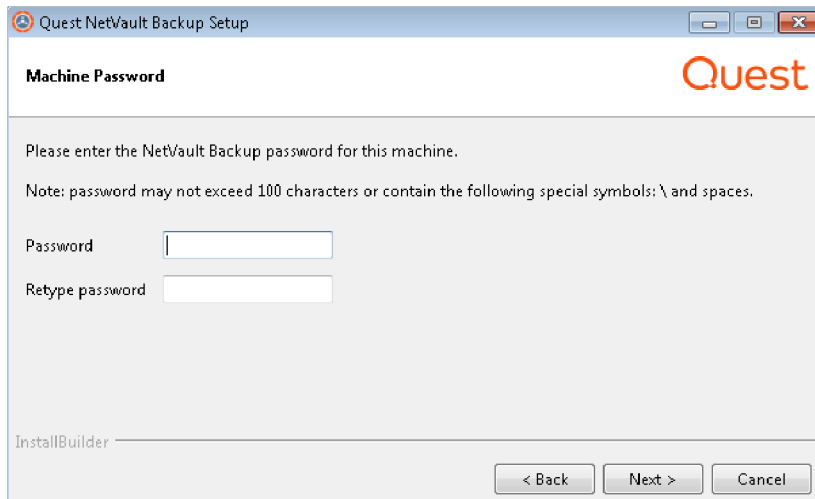 Quest NetVault Backup Setup
Machine Password
Quest
Please enter the NetVault Backup password for this machine.
Note: password may not exceed 100 characters or contain the following special symbols: \ and spaces.
Password
Retype password
InstallBuilder
< Back Next > Cancel